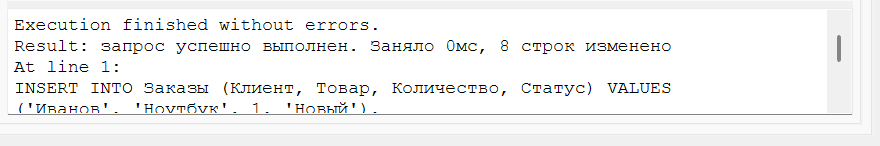 Execution finished without errors.
Result: запрос успешно выполнен. Заняло 0мс, 8 строк изменено
At line 1:
INSERT INTO Заказы (Клиент, Товар, Количество, Статус) VALUES
('Иванов', 'Ноутбук', 1, 'Новый'),